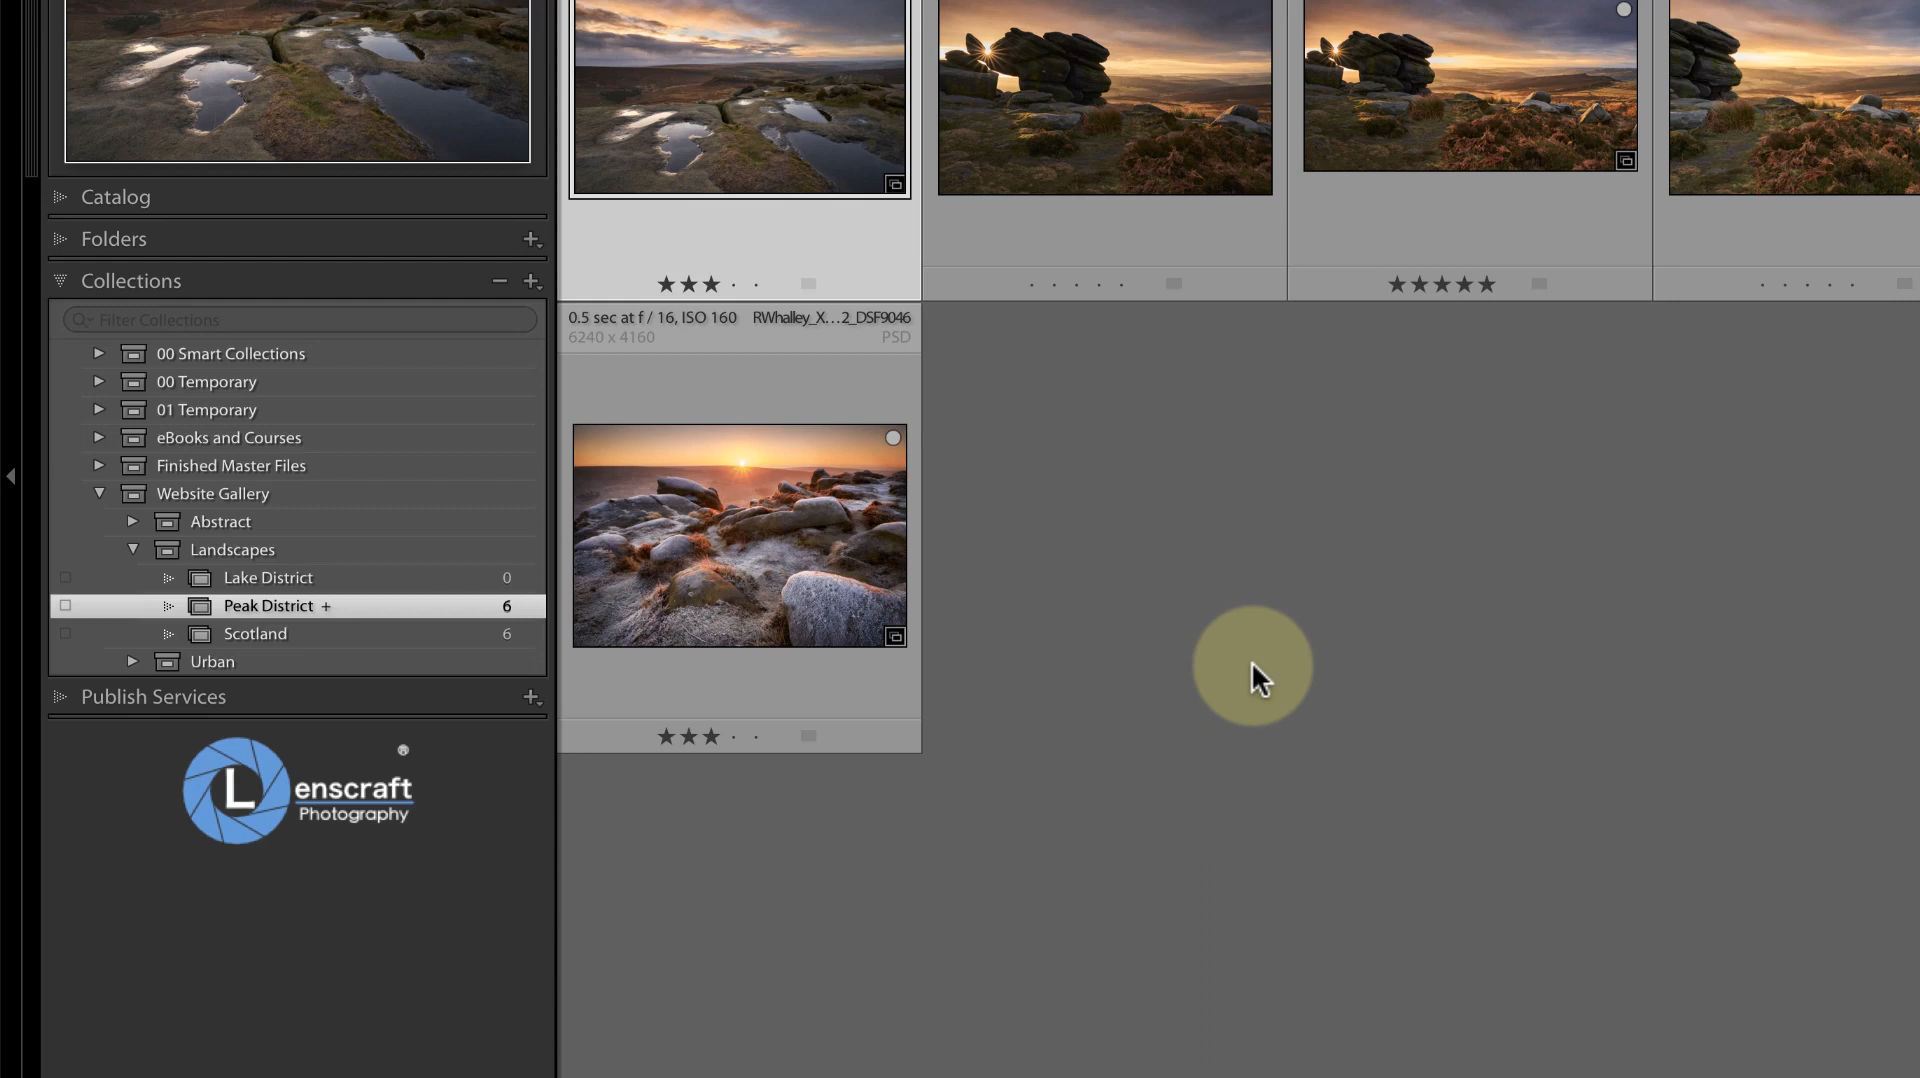 Catalog
Folders
Collections
Filter Collections
00 Smart Collections
00 Temporary
01 Temporary
eBooks and Courses
Finished Master Files
Website Gallery
Abstract
Landscapes
Lake District 0
Peak District + 6
Scotland 6
Urban
Publish Services
Lenscraft
Photography
0.5 sec at f / 16, ISO 160 RWhalley_X...2_DSF9046
6240 x 4160 PSD